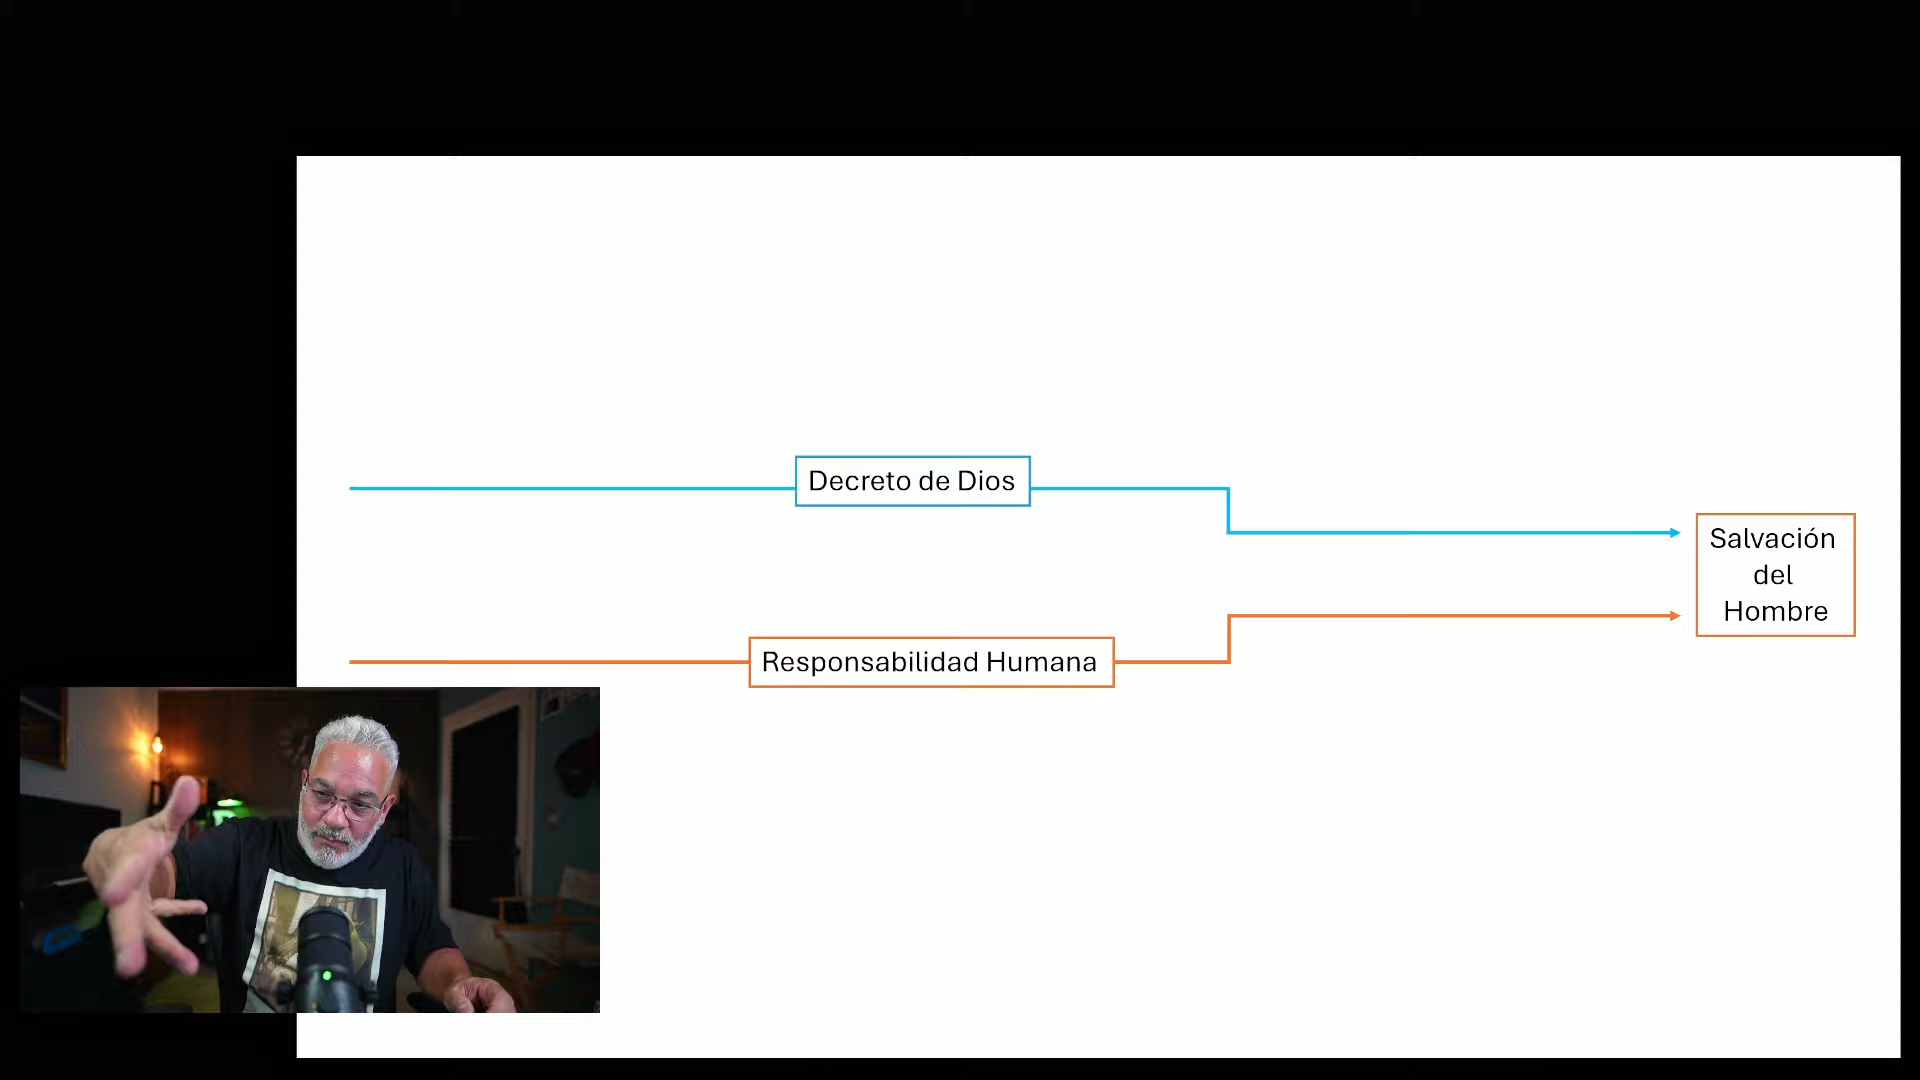 Decreto de Dios
Salvación
del
Hombre
Responsabilidad Humana